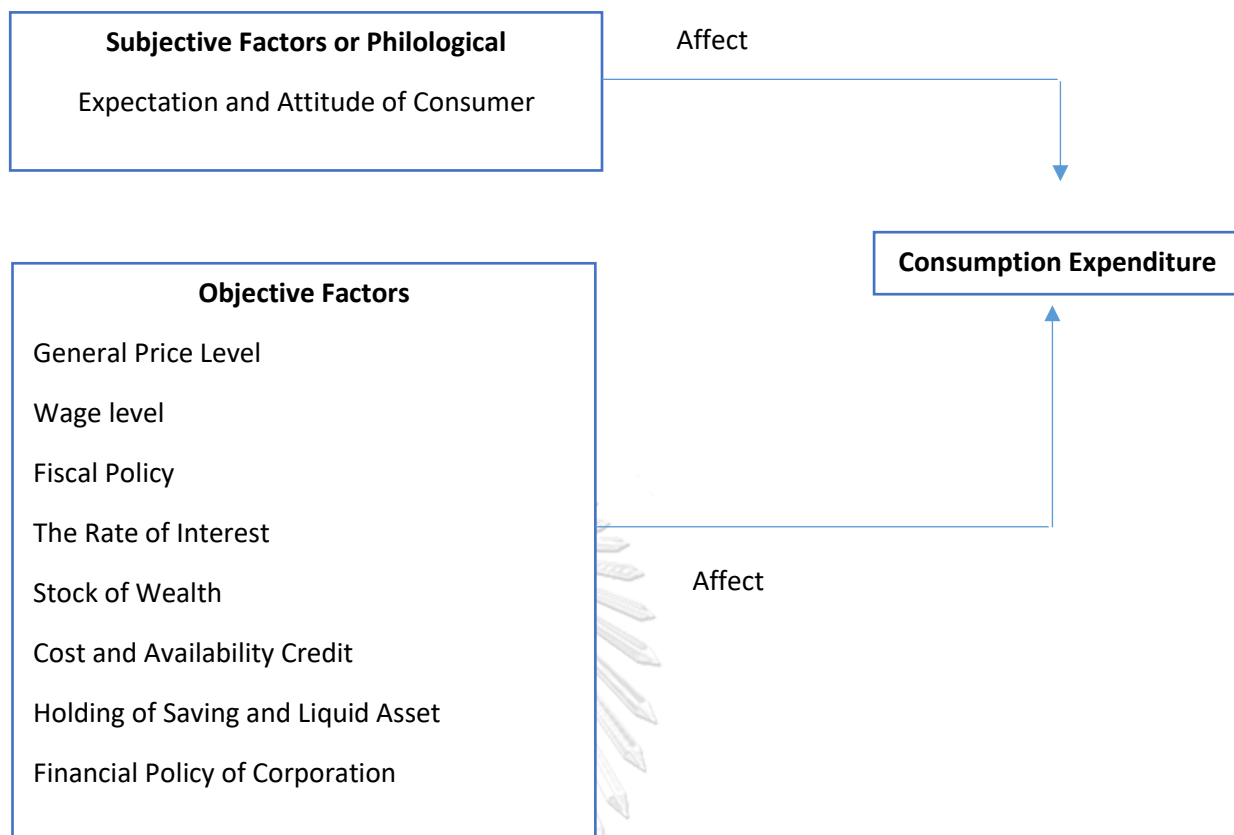 Subjective Factors or Philological
Expectation and Attitude of Consumer
Affect
Consumption Expenditure
Objective Factors
General Price Level
Wage level
Fiscal Policy
The Rate of Interest
Stock of Wealth
Cost and Availability Credit
Holding of Saving and Liquid Asset
Financial Policy of Corporation
Affect